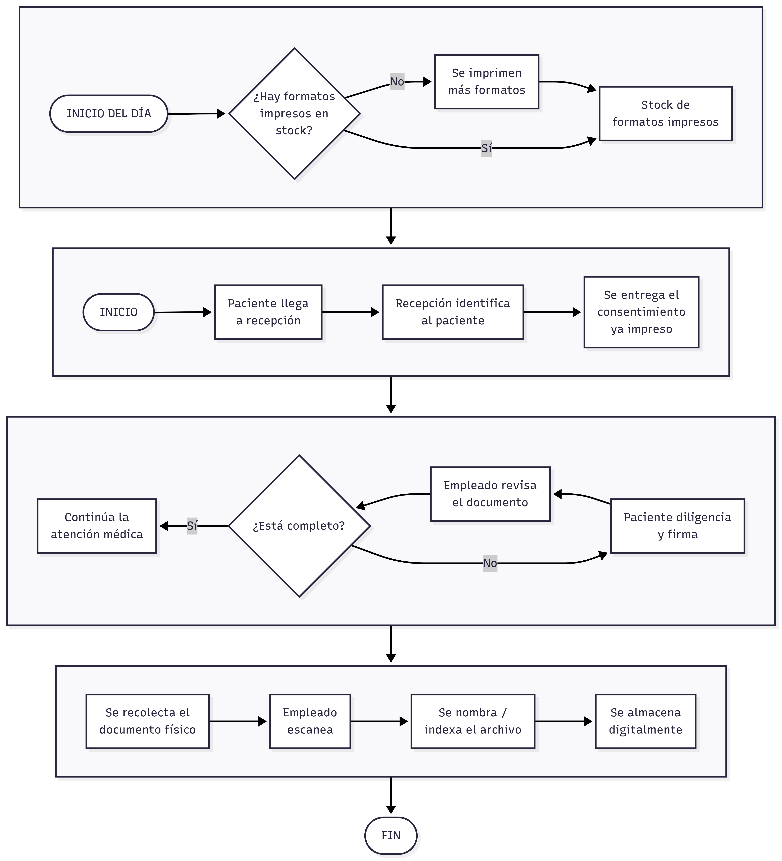 INICIO DEL DÍA
¿Hay formatos
impresos en
stock?
No
Se imprimen
más formatos
Sí
Stock de
formatos impresos
INICIO
Paciente llega
a recepción
Recepción identifica
al paciente
Se entrega el
consentimiento
ya impreso
Continúa la
atención médica
Sí
¿Está completo?
Empleado revisa
el documento
No
Paciente diligencia
y firma
Se recolecta el
documento físico
Empleado
escanea
Se nombra /
indexa el archivo
Se almacena
digitalmente
FIN